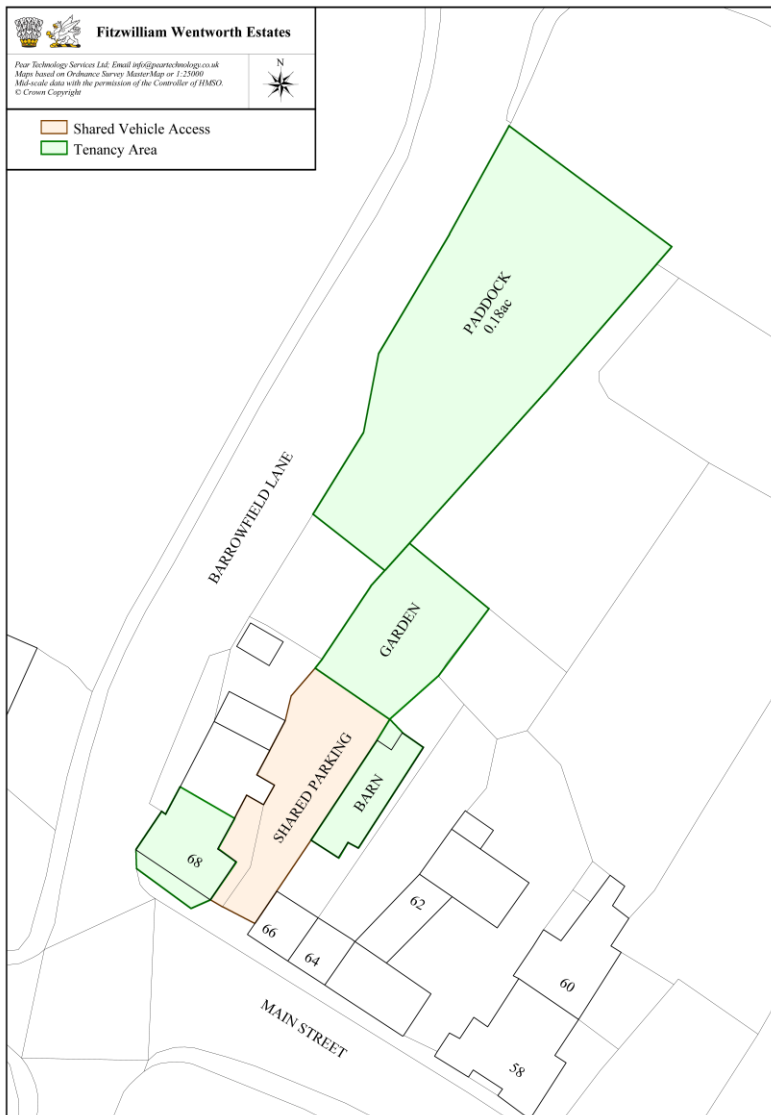 Fitzwilliam Wentworth Estates
Pear Technology Services Ltd; Email info@peartechnology.co.uk
Maps based on Ordnance Survey MasterMap or 1:25000
Mid-scale data with the permission of the Controller of HMSO.
© Crown Copyright
N
Shared Vehicle Access
Tenancy Area
PADDOCK
0.18ac
BARROWFIELD LANE
GARDEN
SHARED PARKING
BARN
68
66
64
62
60
58
MAIN STREET